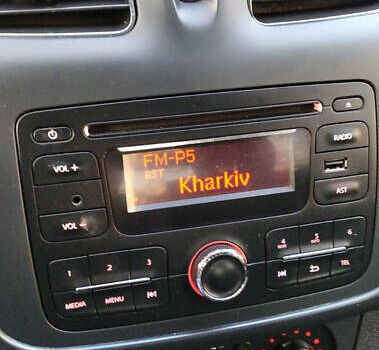 FM-P5
RADIO
AST
Kharkiv
VOL +
AST
VOL -
1 2 3
4 5 6
MEDIA MENU
TEL